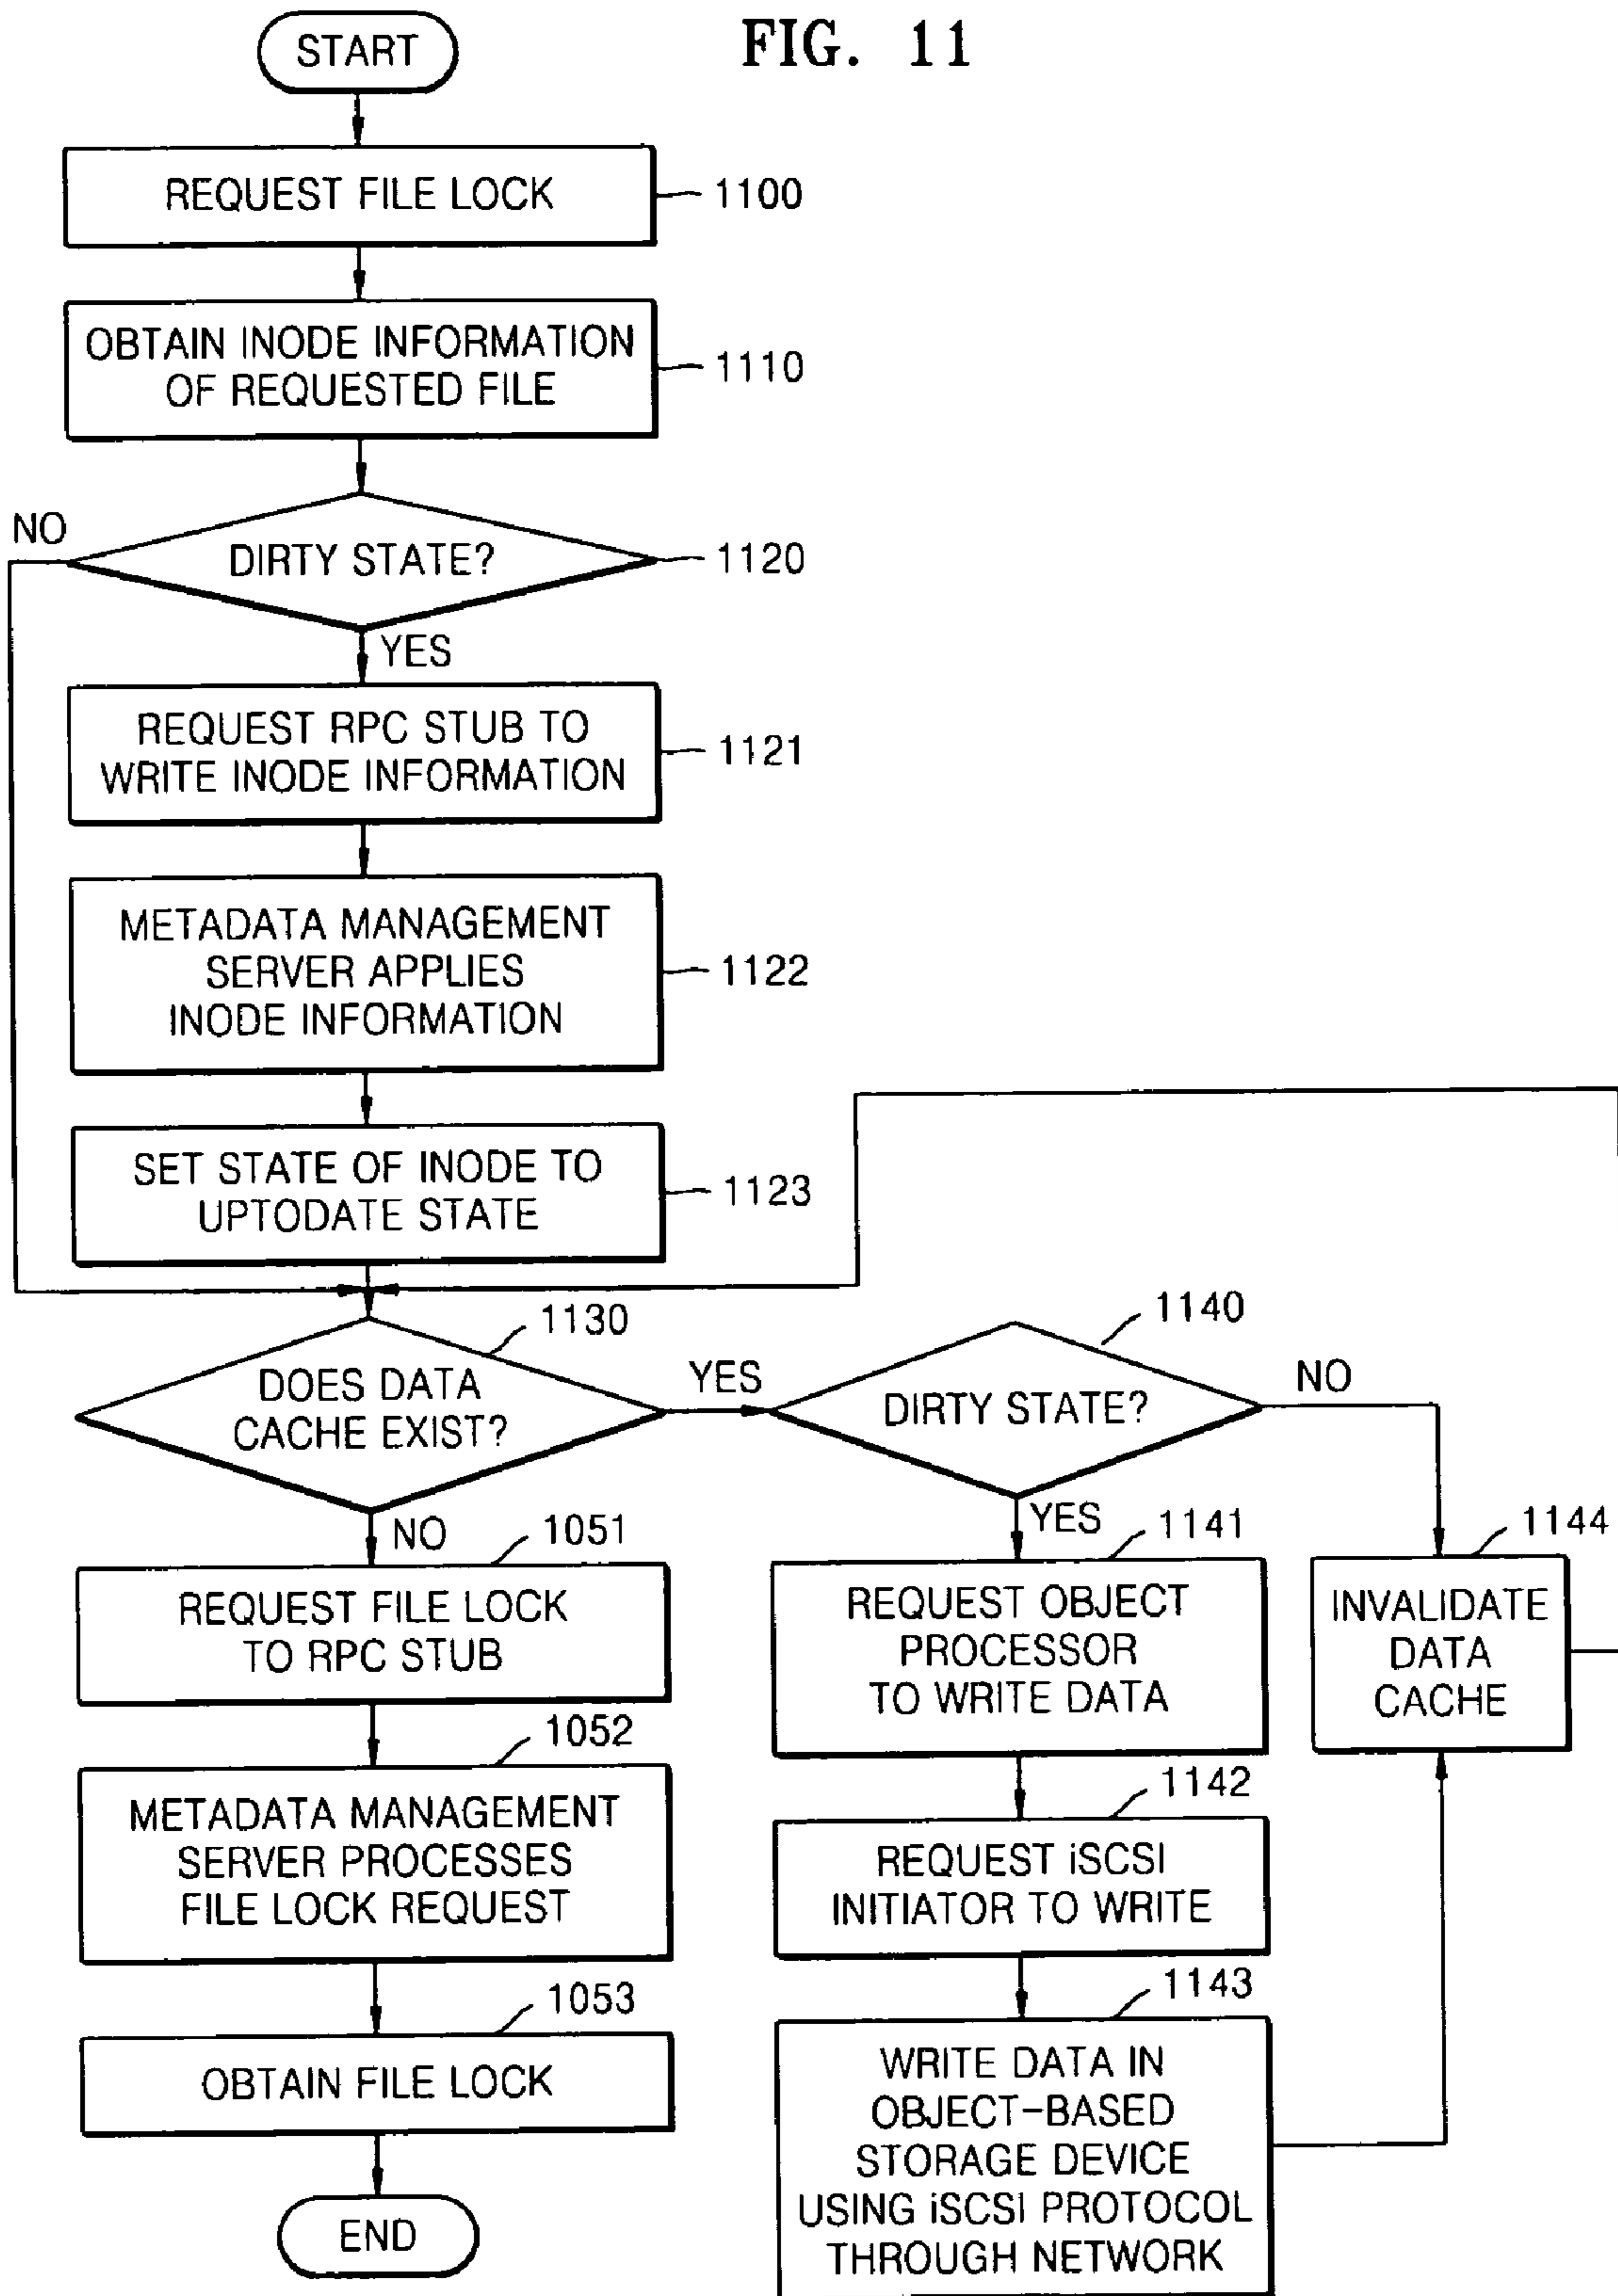 FIG. 11
START
REQUEST FILE LOCK
1100
OBTAIN INODE INFORMATION
OF REQUESTED FILE
1110
NO
DIRTY STATE?
1120
YES
REQUEST RPC STUB TO
WRITE INODE INFORMATION
1121
METADATA MANAGEMENT
SERVER APPLIES
INODE INFORMATION
1122
SET STATE OF INODE TO
UPTODATE STATE
1123
1130
DOES DATA
CACHE EXIST?
YES
1140
DIRTY STATE?
NO
NO
1051
REQUEST FILE LOCK
TO RPC STUB
1052
METADATA MANAGEMENT
SERVER PROCESSES
FILE LOCK REQUEST
1053
OBTAIN FILE LOCK
END
YES
1141
REQUEST OBJECT
PROCESSOR
TO WRITE DATA
1142
REQUEST iSCSI
INITIATOR TO WRITE
1143
WRITE DATA IN
OBJECT-BASED
STORAGE DEVICE
USING iSCSI PROTOCOL
THROUGH NETWORK
1144
INVALIDATE
DATA
CACHE